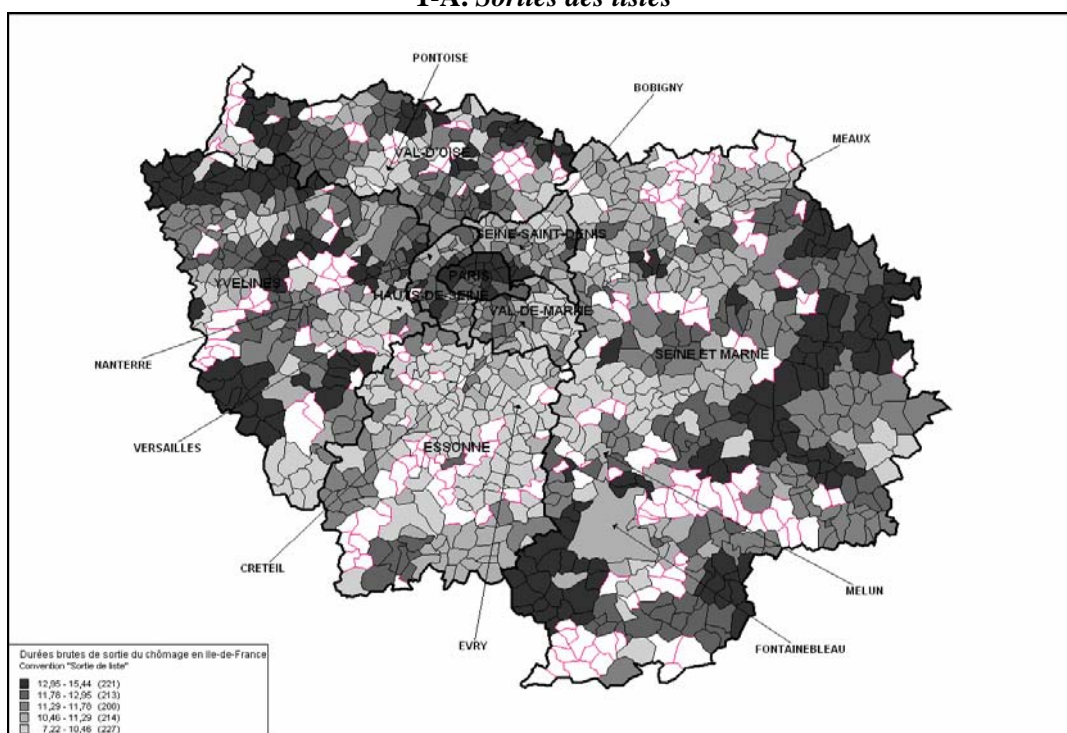 1-A. Sorties des listes
PONTOISE
BOBIGNY
MEAUX
VAL-D'OISE
SEINE-SAINT-DENIS
PARIS
YVELINES
HAUTS-DE-SEINE
VAL-DE-MARNE
SEINE ET MARNE
NANTERRE
VERSAILLES
ESSONNE
CRETEIL
MELUN
EVRY
FONTAINEBLEAU
Durées brutes de sortie du chômage en Ile-de-France
Convention "Sortie de liste"
12,95 - 15,44 (221)
11,78 - 12,95 (213)
11,29 - 11,78 (200)
10,46 - 11,29 (214)
7,22 - 10,46 (227)